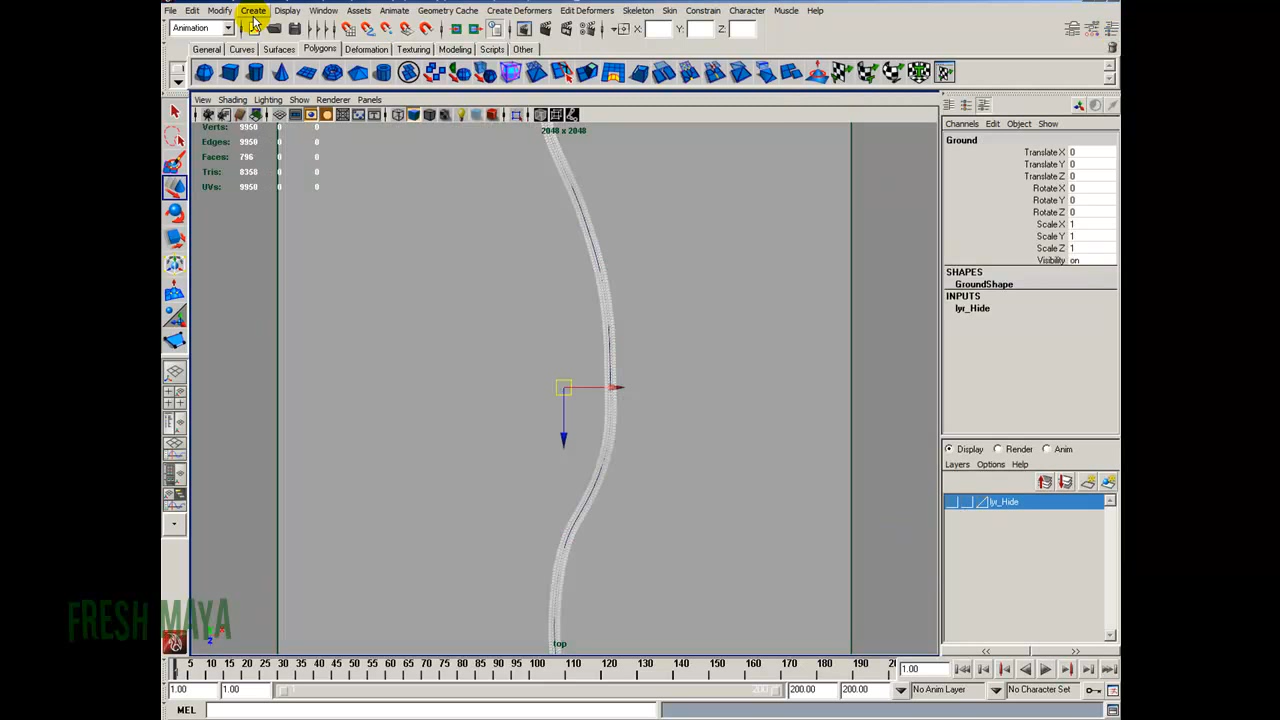 File Edit Modify Create Display Window Assets Animate Geometry Cache Create Deformers Edit Deformers Skeleton Skin Constrain Character Muscle Help
Animation X: Y: Z:
General Curves Surfaces Polygons Deformation Texturing Modeling Scripts Other
View Shading Lighting Show Renderer Panels
Channels Edit Object Show
2048 x 2048
Verts: 9950 0 0
Edges: 9950 0 0
Faces: 796 0 0
Tris: 8358 0 0
UVs: 9950 0 0
Ground
Translate X 0
Translate Y 0
Translate Z 0
Rotate X 0
Rotate Y 0
Rotate Z 0
Scale X 1
Scale Y 1
Scale Z 1
Visibility on
SHAPES
GroundShape
INPUTS
lyr_Hide
Display Render Anim
Layers Options Help
lyr_Hide
FRESH MAYA
Z
top
5 10 15 20 25 30 35 40 45 50 55 60 65 70 75 80 85 90 95 100 110 120 130 140 150 160 170 180 190 2
1.00
1.00 1.00 200 200.00 200.00 No Anim Layer No Character Set
MEL